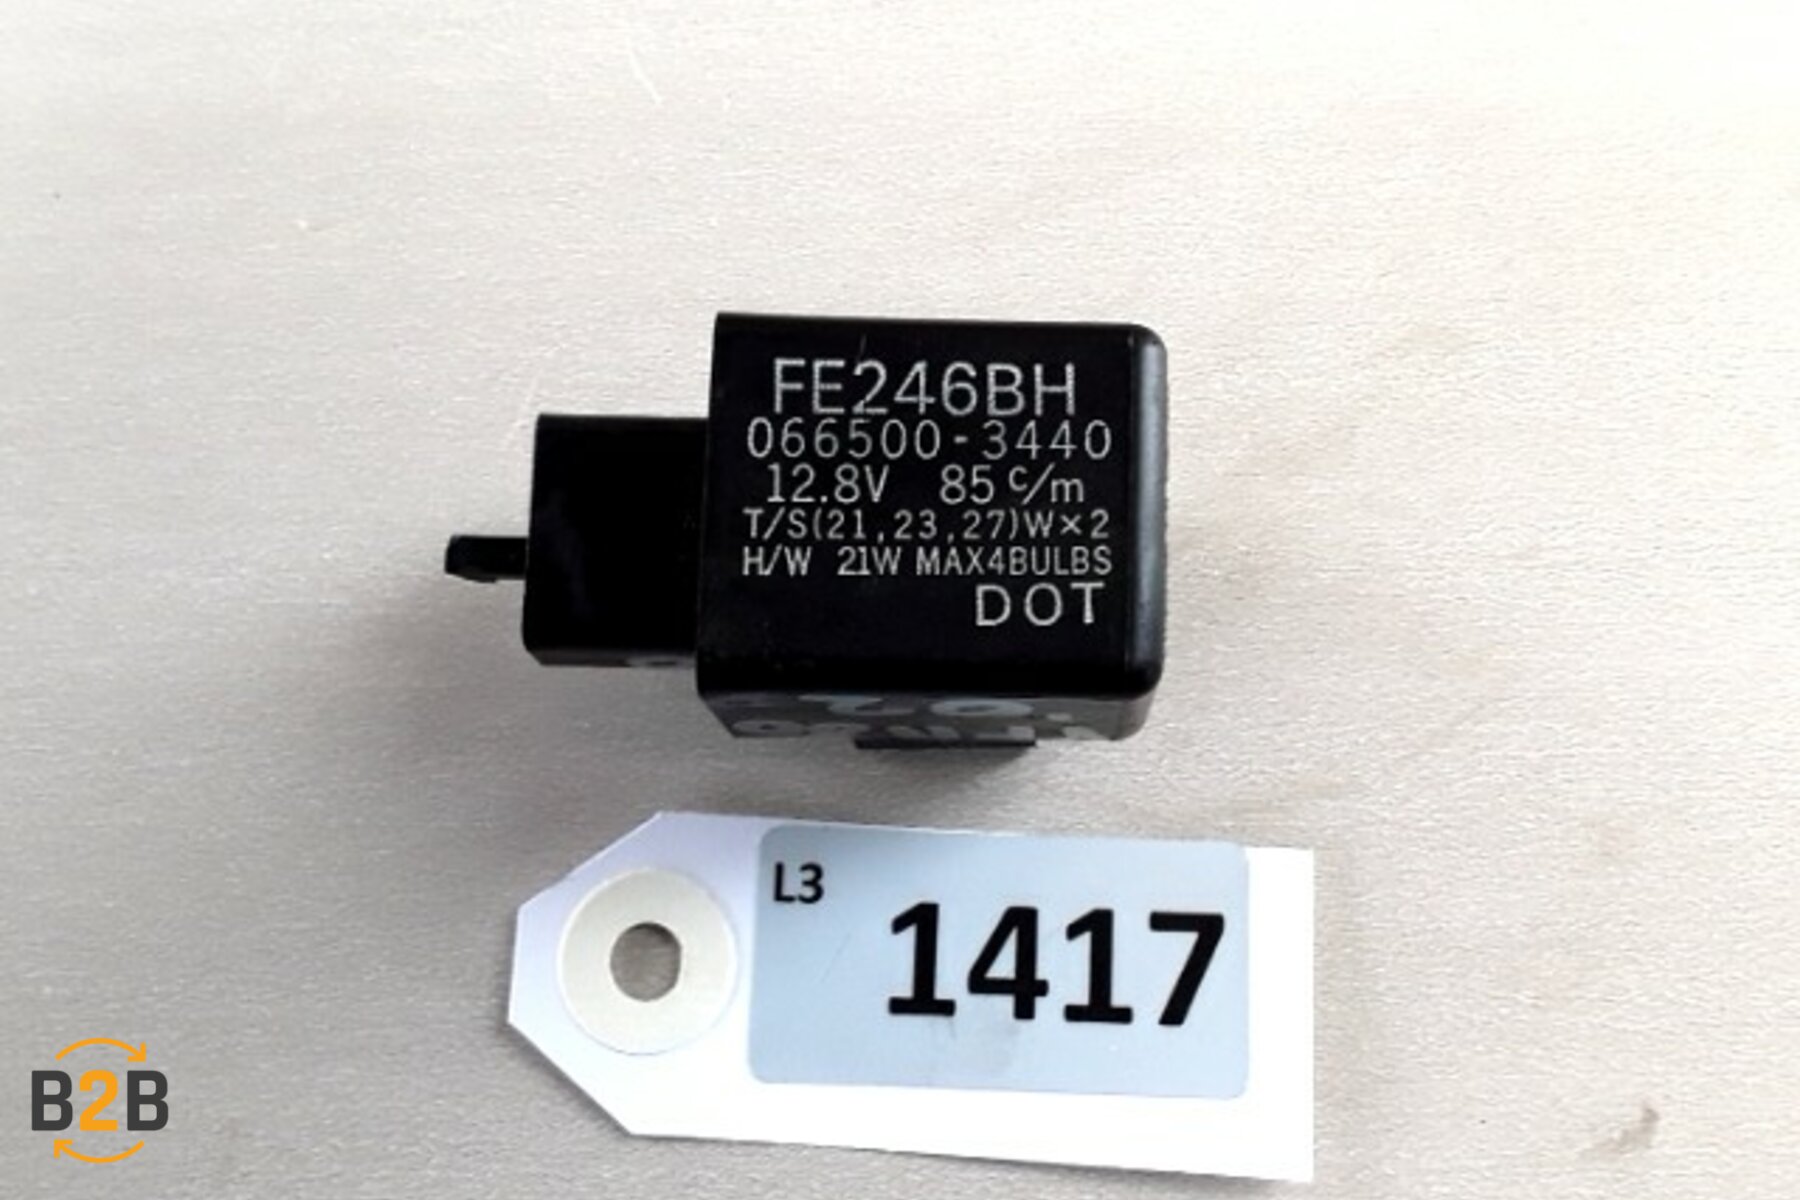 FE246BH
066500-3440
12.8V 85 c/m
T/S(21,23,27)W×2
H/W 21W MAX4BULBS
DOT
L3
1417
B2B